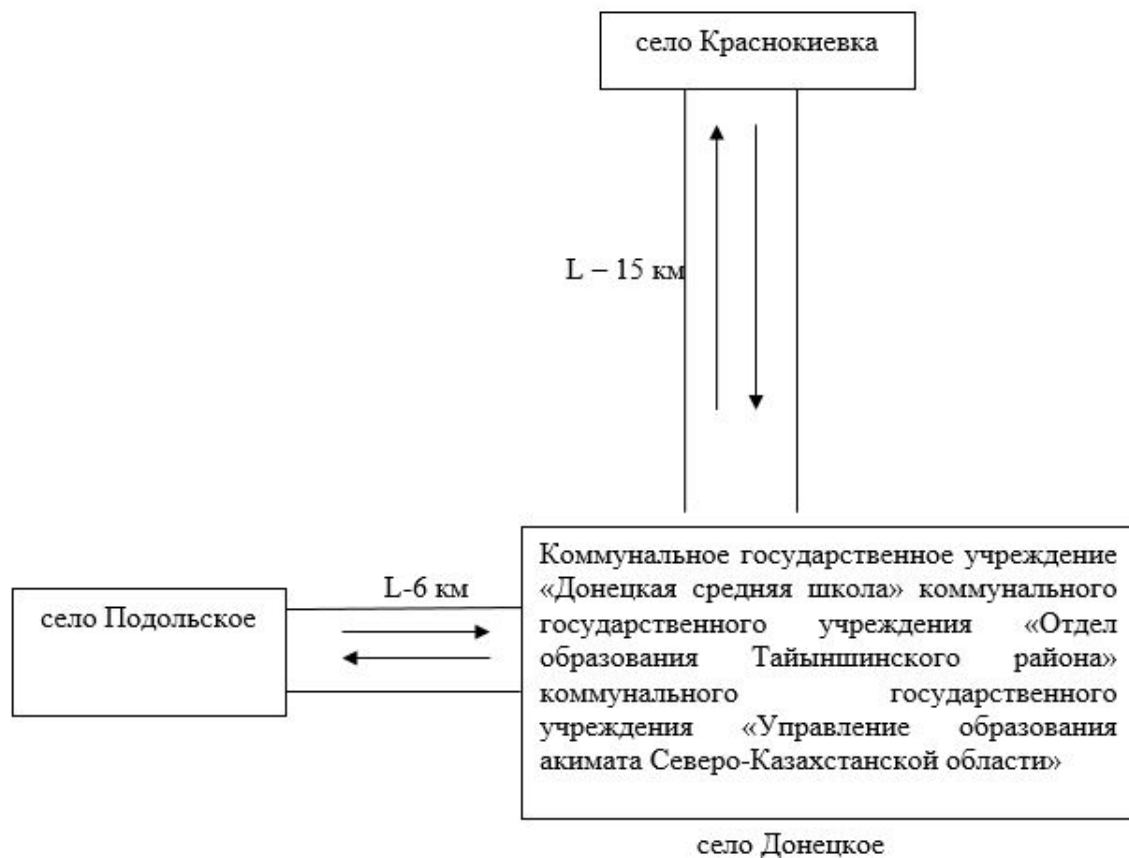 село Краснокиевка
L – 15 км
L-6 км
село Подольское
Коммунальное государственное учреждение
«Донецкая средняя школа» коммунального
государственного учреждения «Отдел
образования Тайыншинского района»
коммунального государственного
учреждения «Управление образования
акимата Северо-Казахстанской области»
село Донецкое